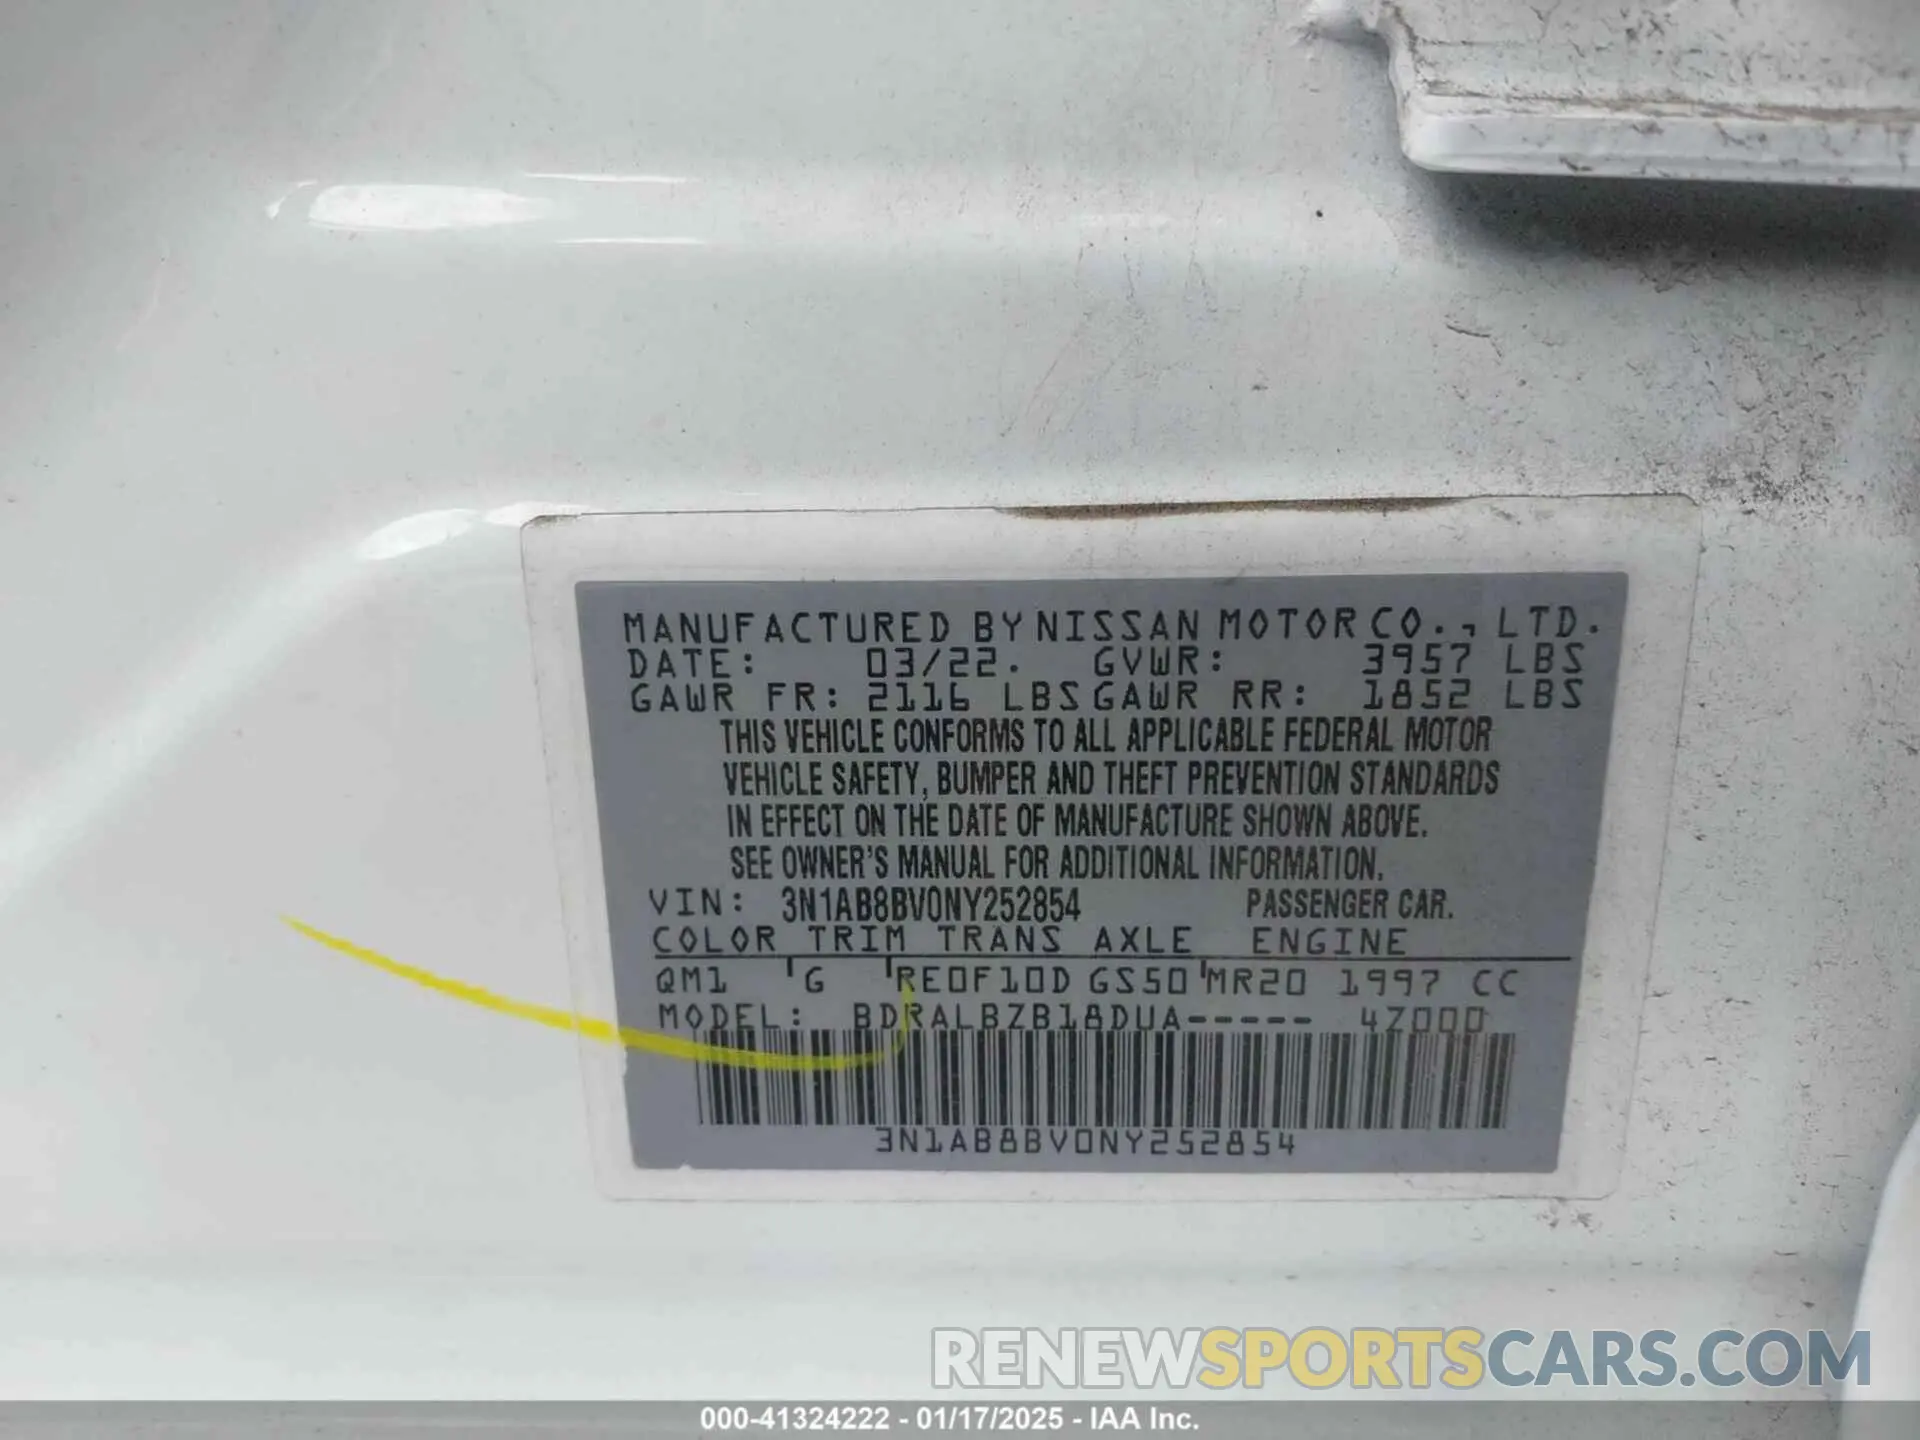 MANUFACTURED BY NISSAN MOTOR CO., LTD.
DATE: 03/22. GVWR: 3957 LBS
GAWR FR: 2116 LBS GAWR RR: 1852 LBS
THIS VEHICLE CONFORMS TO ALL APPLICABLE FEDERAL MOTOR
VEHICLE SAFETY, BUMPER AND THEFT PREVENTION STANDARDS
IN EFFECT ON THE DATE OF MANUFACTURE SHOWN ABOVE.
SEE OWNER'S MANUAL FOR ADDITIONAL INFORMATION.
VIN: 3N1AB8BV0NY252854 PASSENGER CAR.
COLOR TRIM TRANS AXLE ENGINE
QM1 G RE0F10D GS50 MR20 1997 CC
MODEL: BDRALBZB18DUA----- 4Z000
3N1AB8BV0NY252854
RENEWSPORTSCARS.COM
000-41324222 - 01/17/2025 - IAA Inc.